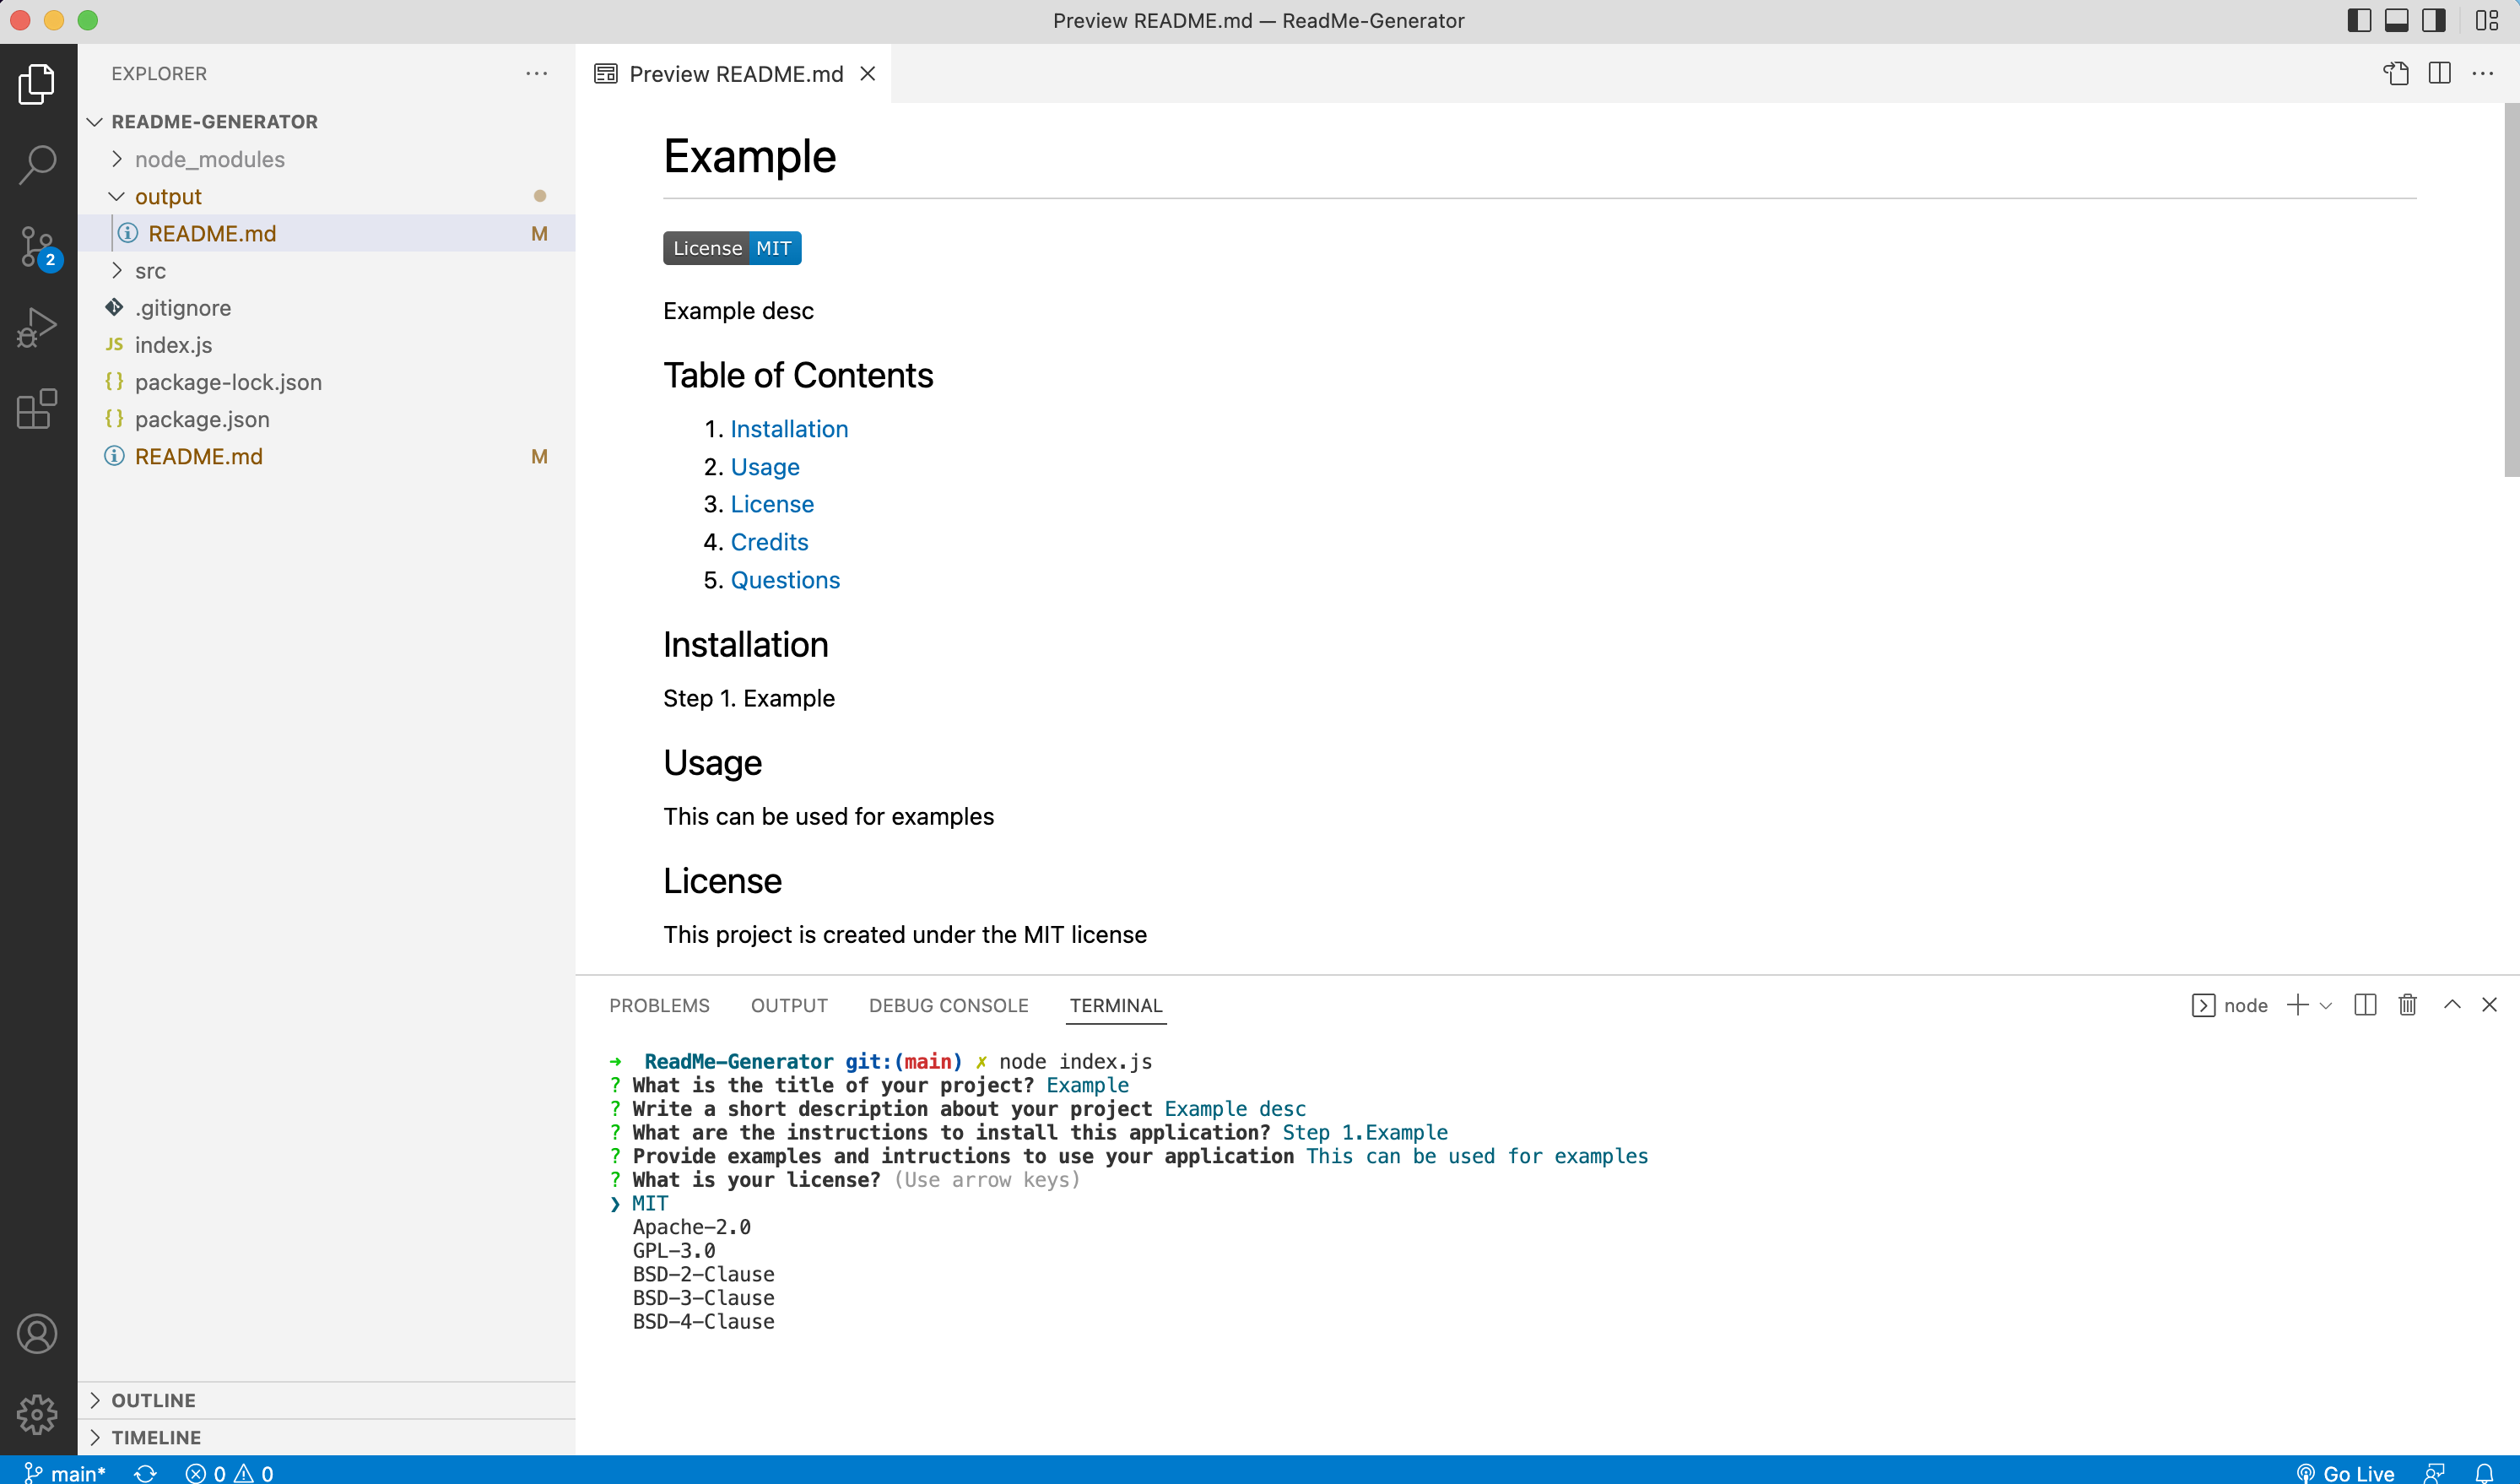 Preview README.md — ReadMe-Generator
EXPLORER
README-GENERATOR
node_modules
output
README.md M
src
.gitignore
JS index.js
{} package-lock.json
{} package.json
README.md M
2
OUTLINE
TIMELINE
Preview README.md
Example
License MIT
Example desc
Table of Contents
1. Installation
2. Usage
3. License
4. Credits
5. Questions
Installation
Step 1. Example
Usage
This can be used for examples
License
This project is created under the MIT license
PROBLEMS OUTPUT DEBUG CONSOLE TERMINAL node
→ ReadMe-Generator git:(main) ✗ node index.js
? What is the title of your project? Example
? Write a short description about your project Example desc
? What are the instructions to install this application? Step 1.Example
? Provide examples and intructions to use your application This can be used for examples
? What is your license? (Use arrow keys)
❯ MIT
Apache-2.0
GPL-3.0
BSD-2-Clause
BSD-3-Clause
BSD-4-Clause
main* 0 0 Go Live